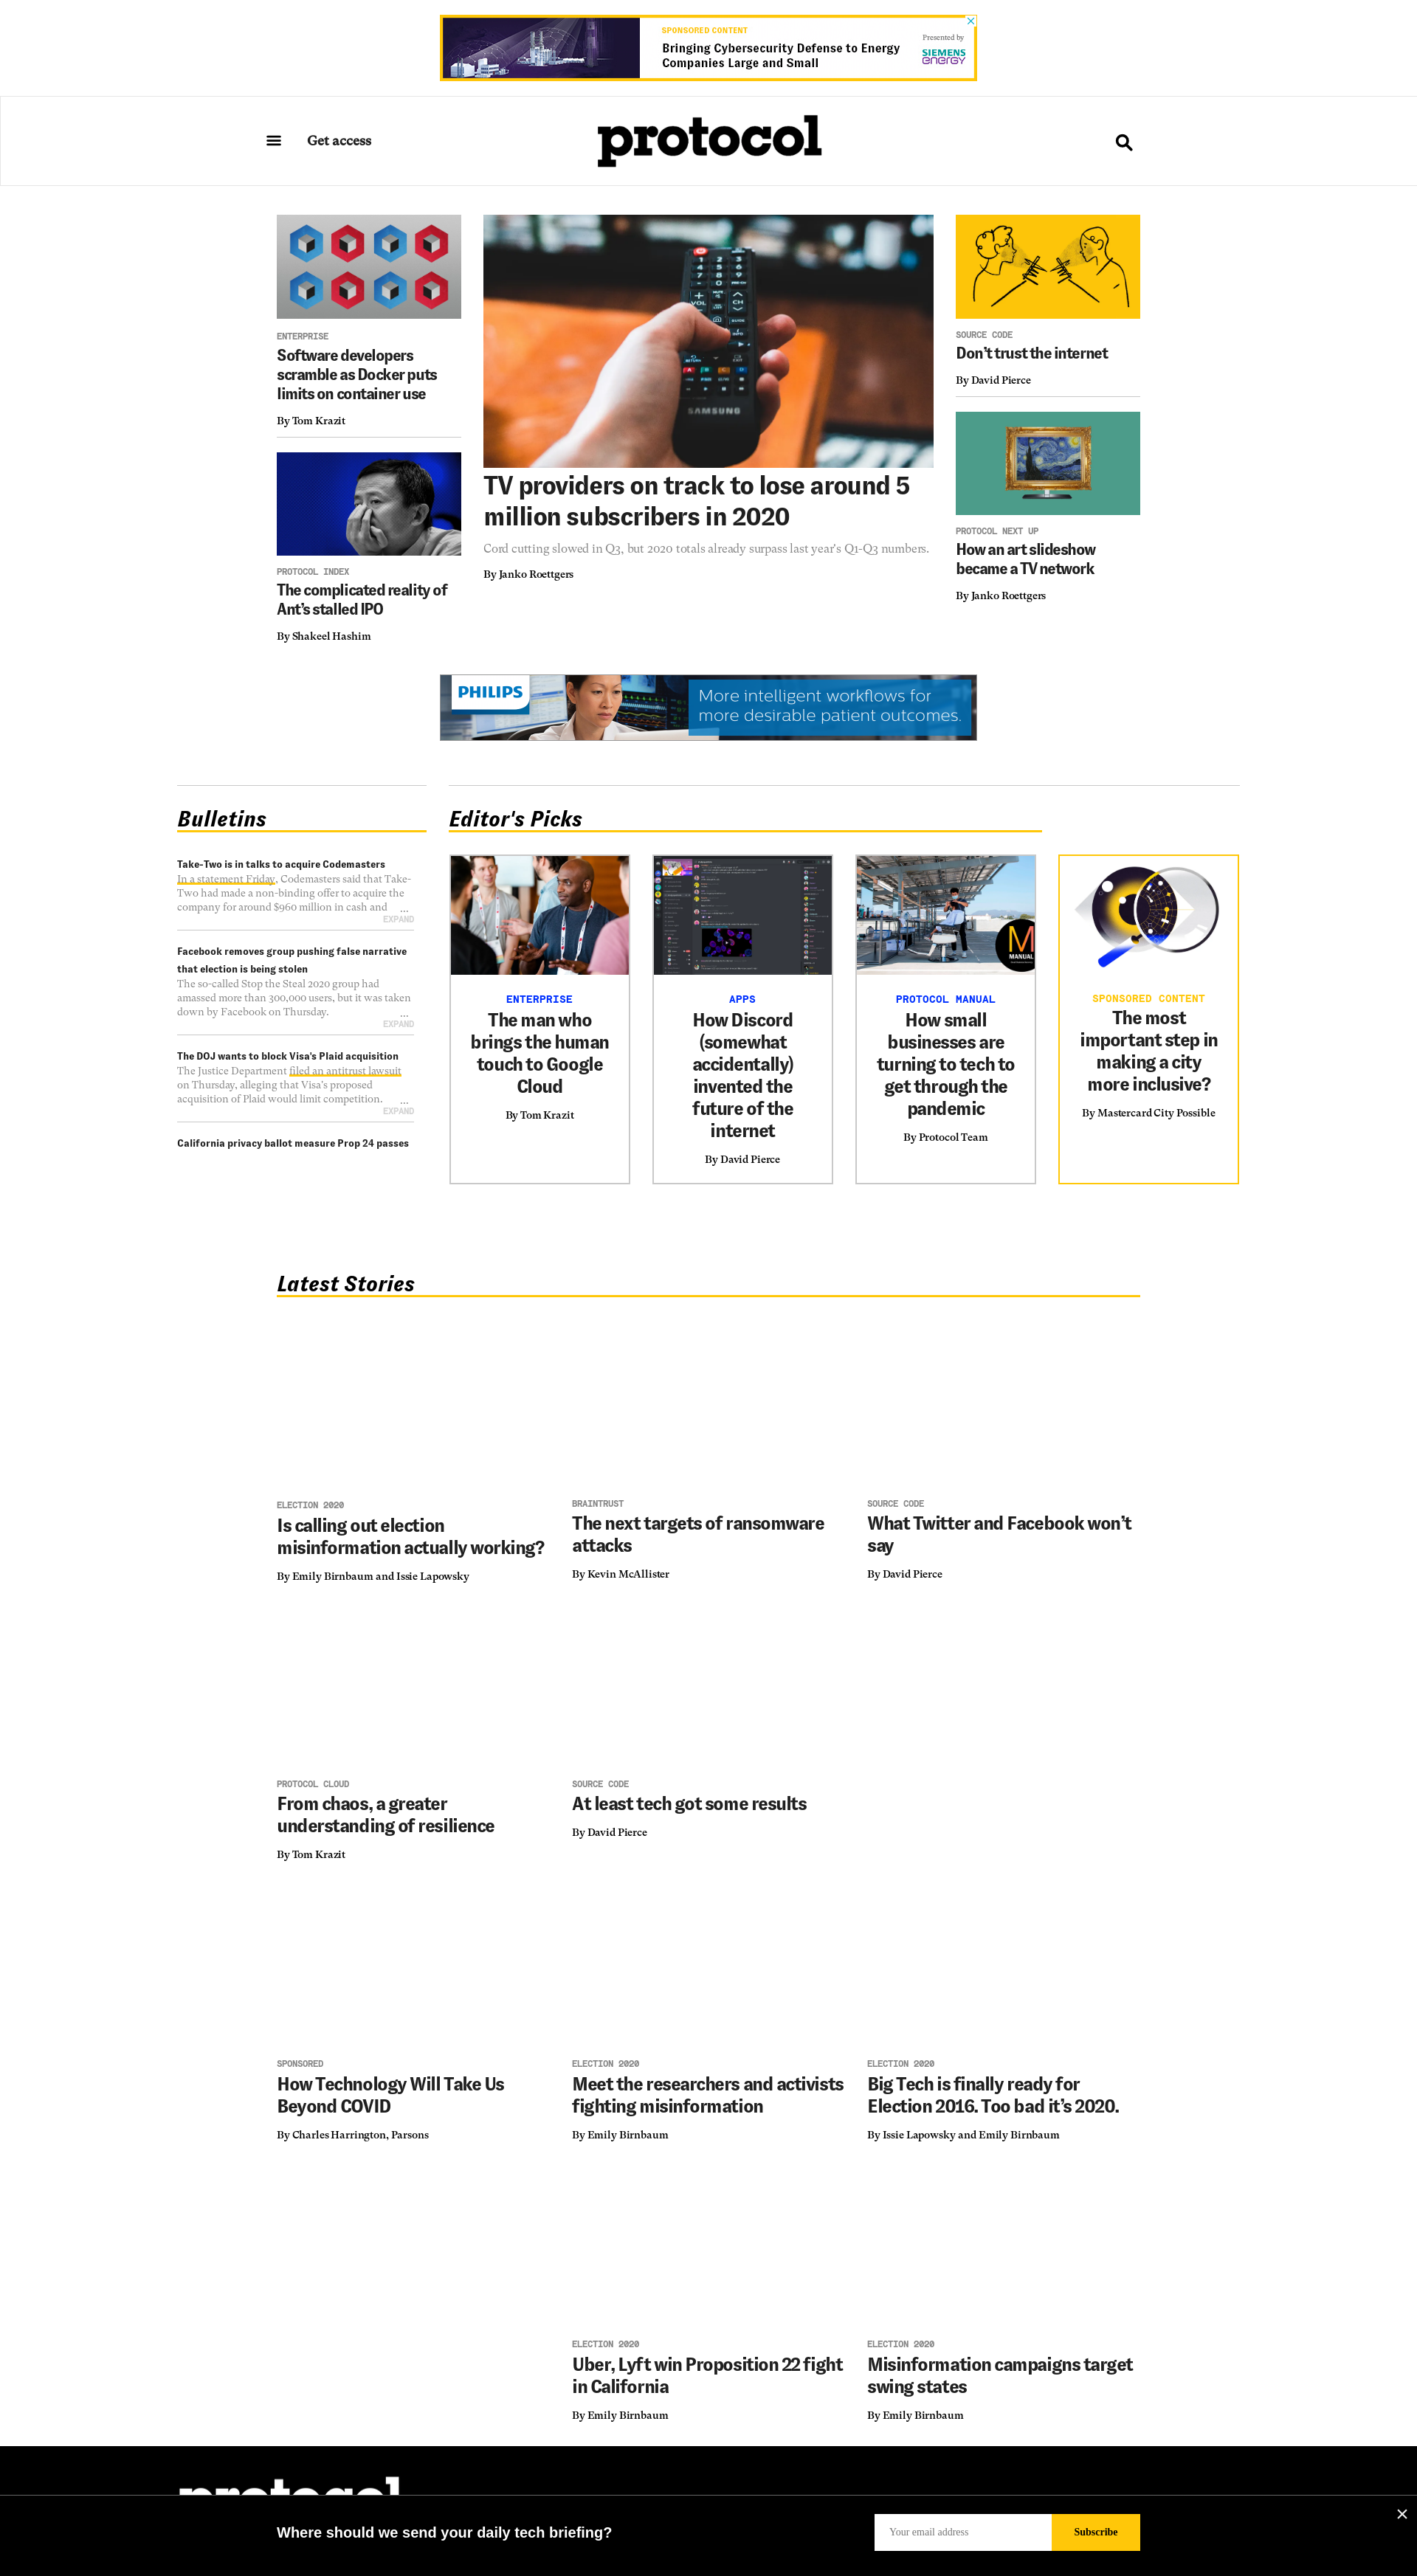 SPONSORED CONTENT
Bringing Cybersecurity Defense to Energy
Companies Large and Small
Presented by
SIEMENS
energy
Get access
protocol
ENTERPRISE
Software developers
scramble as Docker puts
limits on container use
By Tom Krazit
PROTOCOL INDEX
The complicated reality of
Ant’s stalled IPO
By Shakeel Hashim
SAMSUNG
TV providers on track to lose around 5
million subscribers in 2020
Cord cutting slowed in Q3, but 2020 totals already surpass last year's Q1-Q3 numbers.
By Janko Roettgers
SOURCE CODE
Don’t trust the internet
By David Pierce
PROTOCOL NEXT UP
How an art slideshow
became a TV network
By Janko Roettgers
PHILIPS
More intelligent workflows for
more desirable patient outcomes.
Bulletins
Take-Two is in talks to acquire Codemasters
In a statement Friday, Codemasters said that Take-
Two had made a non-binding offer to acquire the
company for around $960 million in cash and ...
EXPAND
Facebook removes group pushing false narrative
that election is being stolen
The so-called Stop the Steal 2020 group had
amassed more than 300,000 users, but it was taken
down by Facebook on Thursday. ...
EXPAND
The DOJ wants to block Visa's Plaid acquisition
The Justice Department filed an antitrust lawsuit
on Thursday, alleging that Visa's proposed
acquisition of Plaid would limit competition. ...
EXPAND
California privacy ballot measure Prop 24 passes
Editor's Picks
ENTERPRISE
The man who
brings the human
touch to Google
Cloud
By Tom Krazit
APPS
How Discord
(somewhat
accidentally)
invented the
future of the
internet
By David Pierce
M
MANUAL
PROTOCOL MANUAL
How small
businesses are
turning to tech to
get through the
pandemic
By Protocol Team
SPONSORED CONTENT
The most
important step in
making a city
more inclusive?
By Mastercard City Possible
Latest Stories
ELECTION 2020
Is calling out election
misinformation actually working?
By Emily Birnbaum and Issie Lapowsky
BRAINTRUST
The next targets of ransomware
attacks
By Kevin McAllister
SOURCE CODE
What Twitter and Facebook won’t
say
By David Pierce
PROTOCOL CLOUD
From chaos, a greater
understanding of resilience
By Tom Krazit
SOURCE CODE
At least tech got some results
By David Pierce
SPONSORED
How Technology Will Take Us
Beyond COVID
By Charles Harrington, Parsons
ELECTION 2020
Meet the researchers and activists
fighting misinformation
By Emily Birnbaum
ELECTION 2020
Big Tech is finally ready for
Election 2016. Too bad it’s 2020.
By Issie Lapowsky and Emily Birnbaum
ELECTION 2020
Uber, Lyft win Proposition 22 fight
in California
By Emily Birnbaum
ELECTION 2020
Misinformation campaigns target
swing states
By Emily Birnbaum
protocol
Where should we send your daily tech briefing?
Your email address
Subscribe